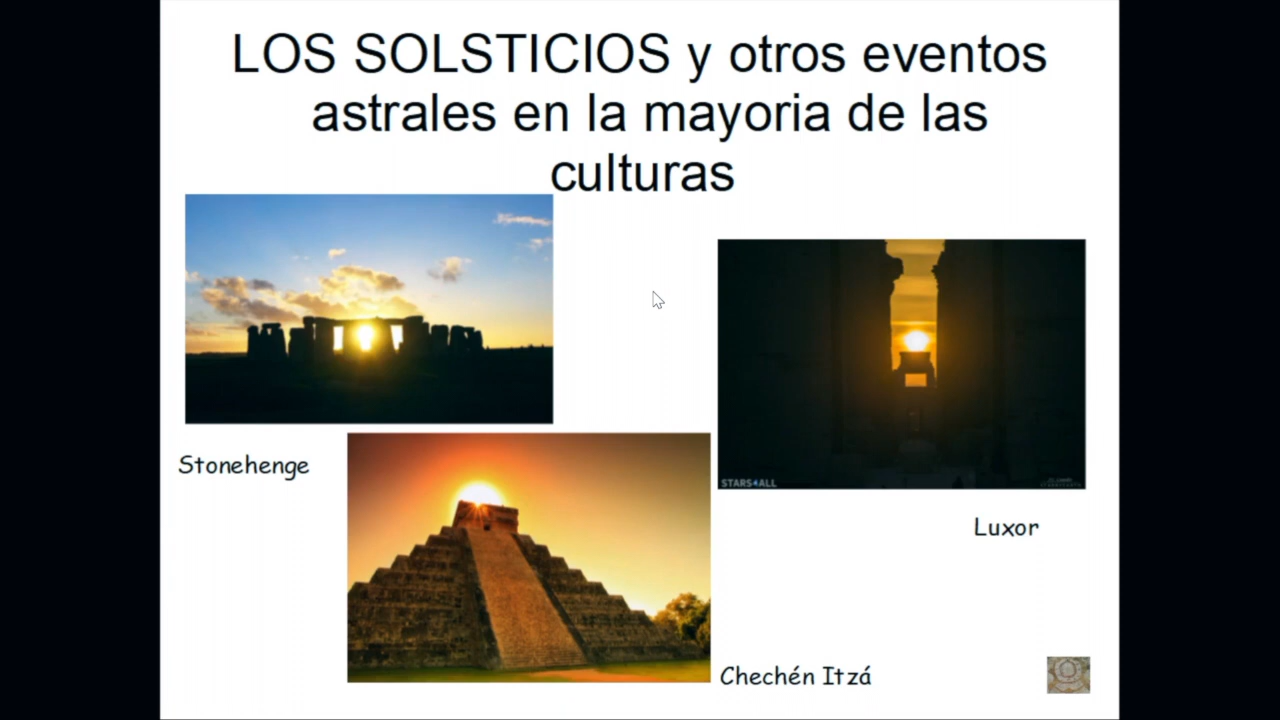 LOS SOLSTICIOS y otros eventos
astrales en la mayoria de las
culturas
Stonehenge
STARS4ALL
Luxor
Chechén Itzá